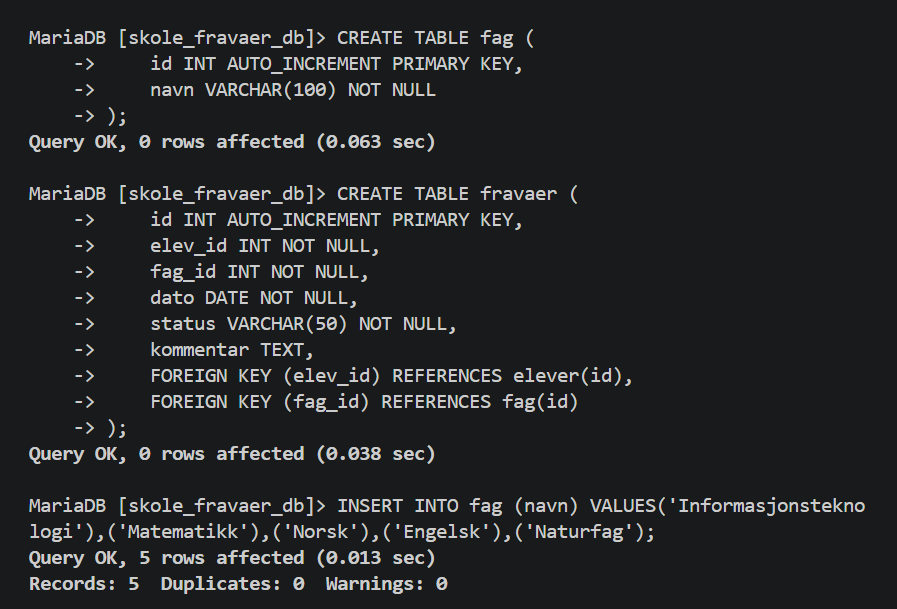 MariaDB [skole_fravaer_db]> CREATE TABLE fag (
    ->     id INT AUTO_INCREMENT PRIMARY KEY,
    ->     navn VARCHAR(100) NOT NULL
    -> );
Query OK, 0 rows affected (0.063 sec)

MariaDB [skole_fravaer_db]> CREATE TABLE fravaer (
    ->     id INT AUTO_INCREMENT PRIMARY KEY,
    ->     elev_id INT NOT NULL,
    ->     fag_id INT NOT NULL,
    ->     dato DATE NOT NULL,
    ->     status VARCHAR(50) NOT NULL,
    ->     kommentar TEXT,
    ->     FOREIGN KEY (elev_id) REFERENCES elever(id),
    ->     FOREIGN KEY (fag_id) REFERENCES fag(id)
    -> );
Query OK, 0 rows affected (0.038 sec)

MariaDB [skole_fravaer_db]> INSERT INTO fag (navn) VALUES('Informasjonstekno
logi'),('Matematikk'),('Norsk'),('Engelsk'),('Naturfag');
Query OK, 5 rows affected (0.013 sec)
Records: 5  Duplicates: 0  Warnings: 0